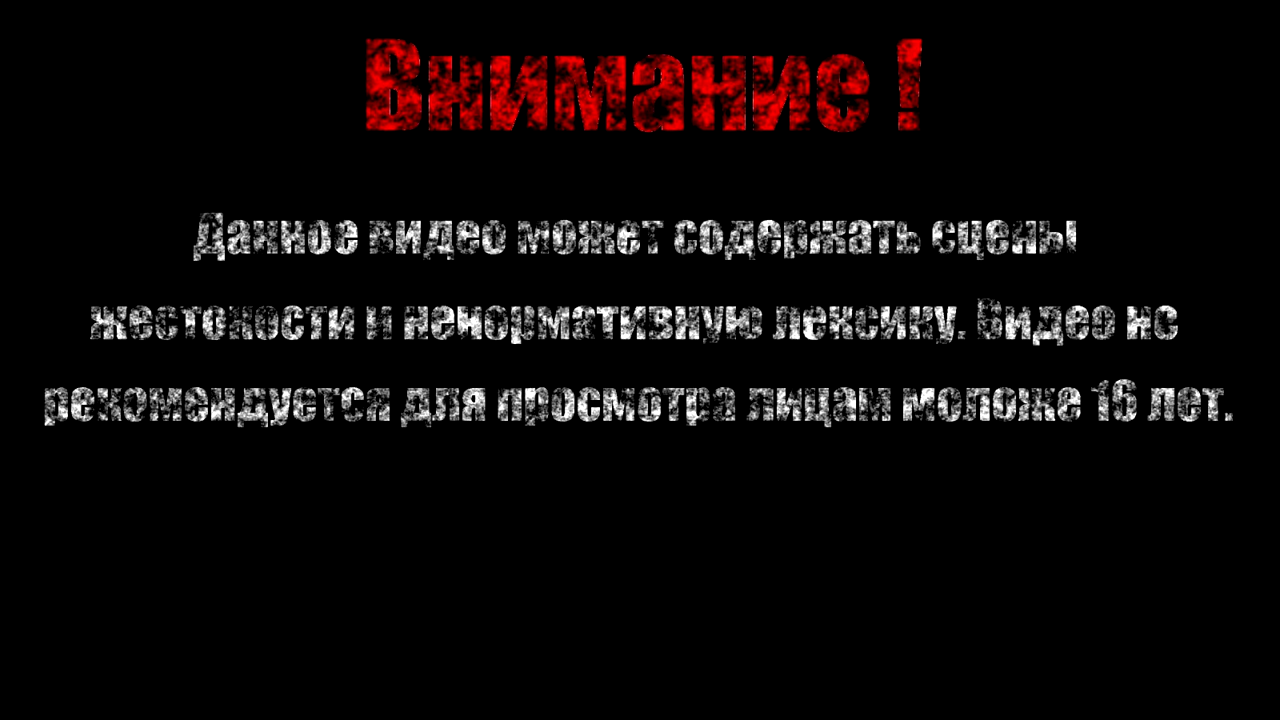 Внимание !
Данное видео может содержать сцены
жестокости и ненормативную лексику. Видео не
рекомендуется для просмотра лицам моложе 16 лет.